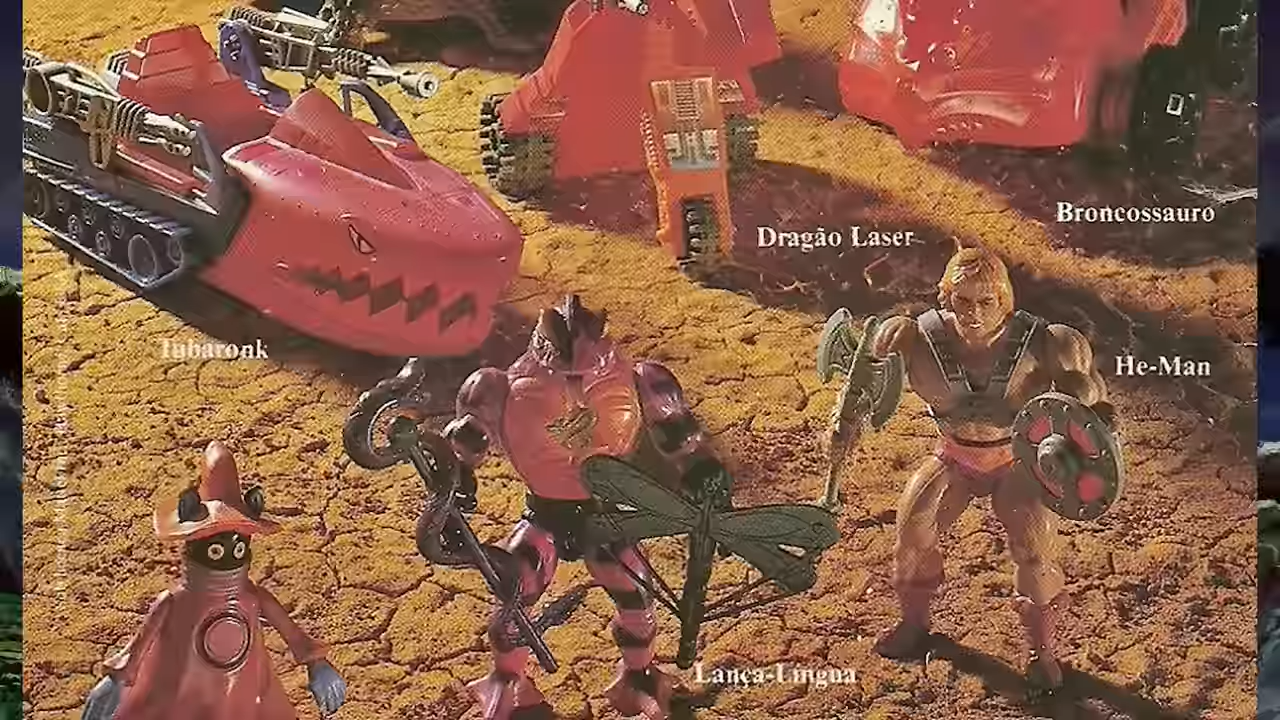 Broncossauro
Dragão Laser
Tubaronk
He-Man
Lança-Língua